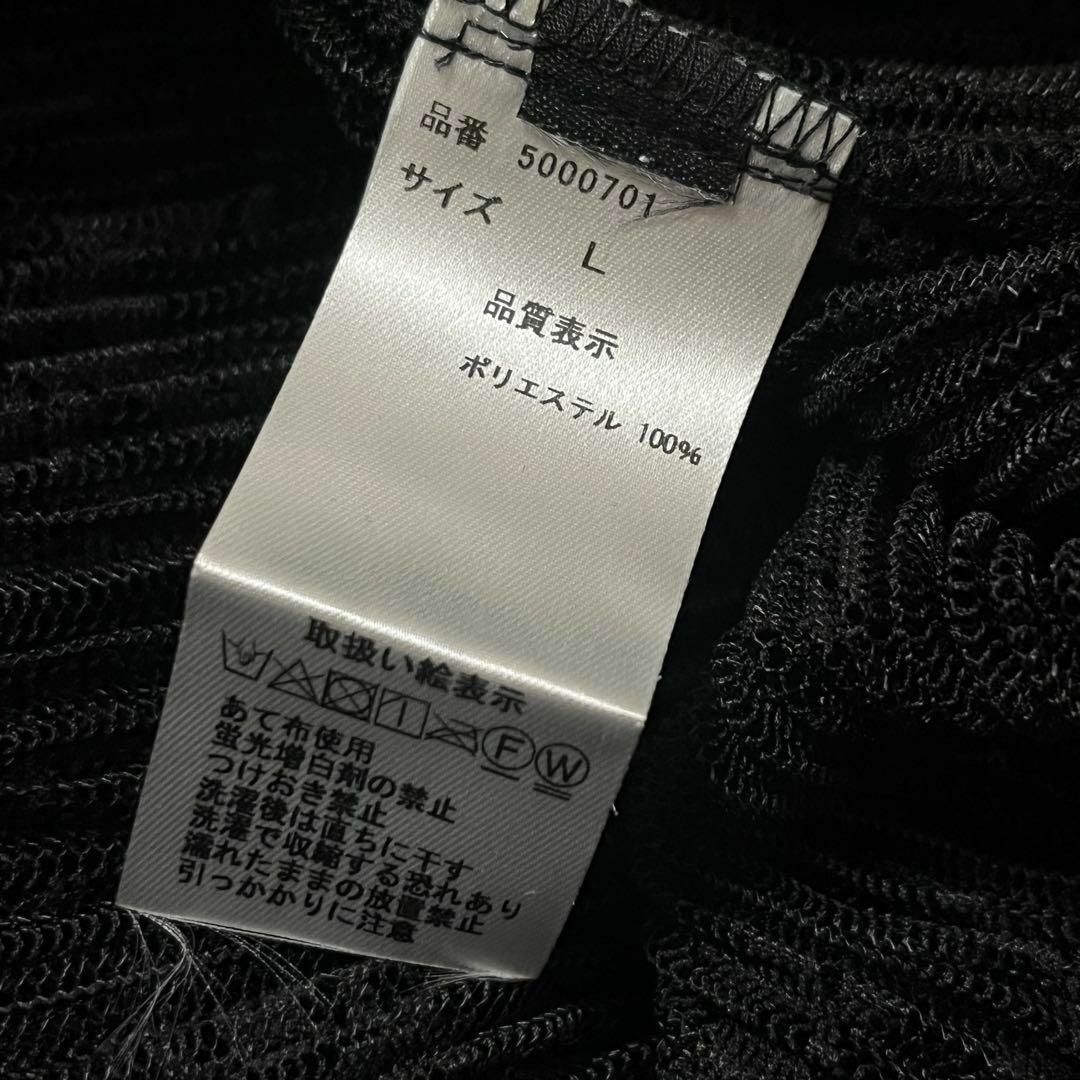 品番 5000701
サイズ L
品質表示
ポリエステル 100%
取扱い絵表示
F W
あて布使用
蛍光増白剤の禁止
つけおき禁止
洗濯後は直ちに干す
洗濯で収縮する恐れあり
濡れたままの放置禁止
引っかかりに注意